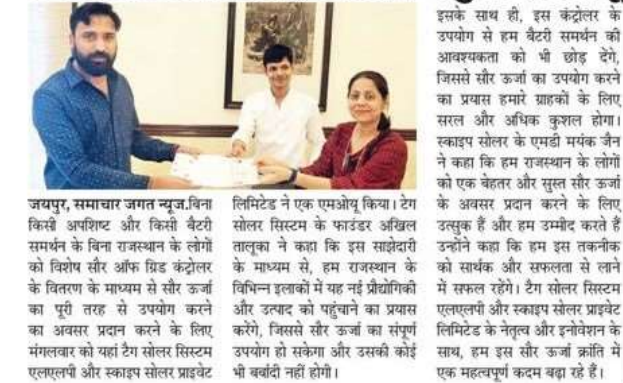 जयपुर, समाचार जगत न्यूज.बिना
किसी अपशिष्ट और किसी बैटरी
समर्थन के बिना राजस्थान के लोगों
को विशेष सौर ऑफ ग्रिड कंट्रोलर
के वितरण के माध्यम से सौर ऊर्जा
का पूरी तरह से उपयोग करने
का अवसर प्रदान करने के लिए
मंगलवार को यहां टैग सोलर सिस्टम
एलएलपी और स्काइप सोलर प्राइवेट
लिमिटेड ने एक एमओयू किया। टेग
सोलर सिस्टम के फाउंडर अखिल
तालूका ने कहा कि इस साझेदारी
के माध्यम से, हम राजस्थान के
विभिन्न इलाकों में यह नई प्रौद्योगिकी
और उत्पाद को पहुंचाने का प्रयास
करेंगे, जिससे सौर ऊर्जा का संपूर्ण
उपयोग हो सकेगा और उसकी कोई
भी बर्बादी नहीं होगी।
इसके साथ ही, इस कंट्रोलर के
उपयोग से हम बैटरी समर्थन की
आवश्यकता को भी छोड़ देंगे,
जिससे सौर ऊर्जा का उपयोग करने
का प्रयास हमारे ग्राहकों के लिए
सरल और अधिक कुशल होगा।
स्काइप सोलर के एमडी मयंक जैन
ने कहा कि हम राजस्थान के लोगों
को एक बेहतर और सुस्त सौर ऊर्जा
के अवसर प्रदान करने के लिए
उत्सुक हैं और हम उम्मीद करते हैं
उन्होंने कहा कि हम इस तकनीक
को सार्थक और सफलता से लाने
में सफल रहेंगे। टैग सोलर सिस्टम
एलएलपी और स्काइप सोलर प्राइवेट
लिमिटेड के नेतृत्व और इनोवेशन के
साथ, हम इस सौर ऊर्जा क्रांति में
एक महत्वपूर्ण कदम बढ़ा रहे हैं।